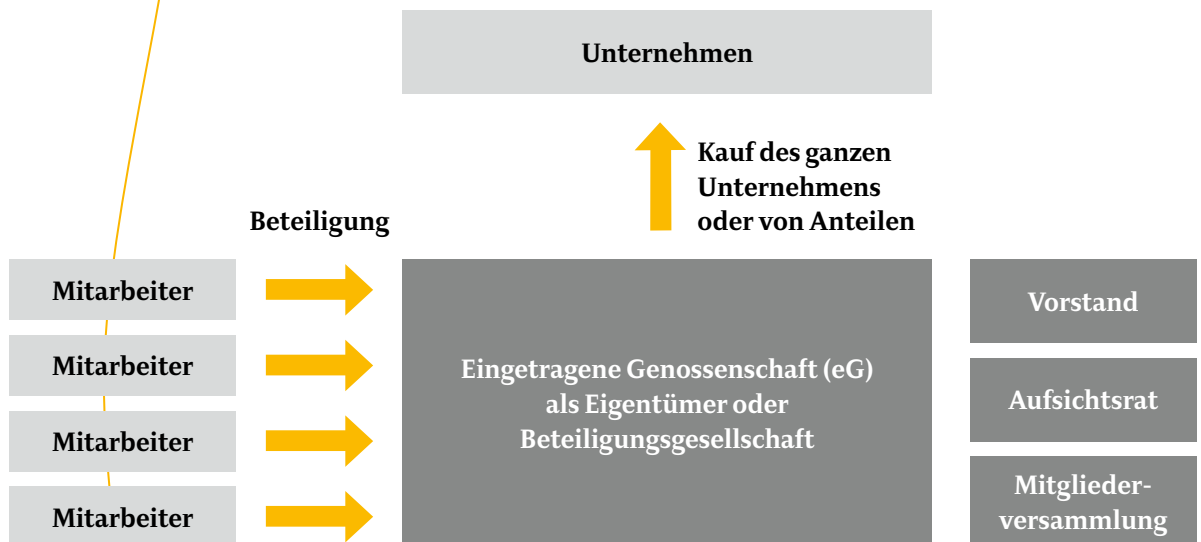 Unternehmen
Kauf des ganzen
Unternehmens
oder von Anteilen
Beteiligung
Mitarbeiter
Mitarbeiter
Mitarbeiter
Mitarbeiter
Eingetragene Genossenschaft (eG)
als Eigentümer oder
Beteiligungsgesellschaft
Vorstand
Aufsichtsrat
Mitglieder-
versammlung